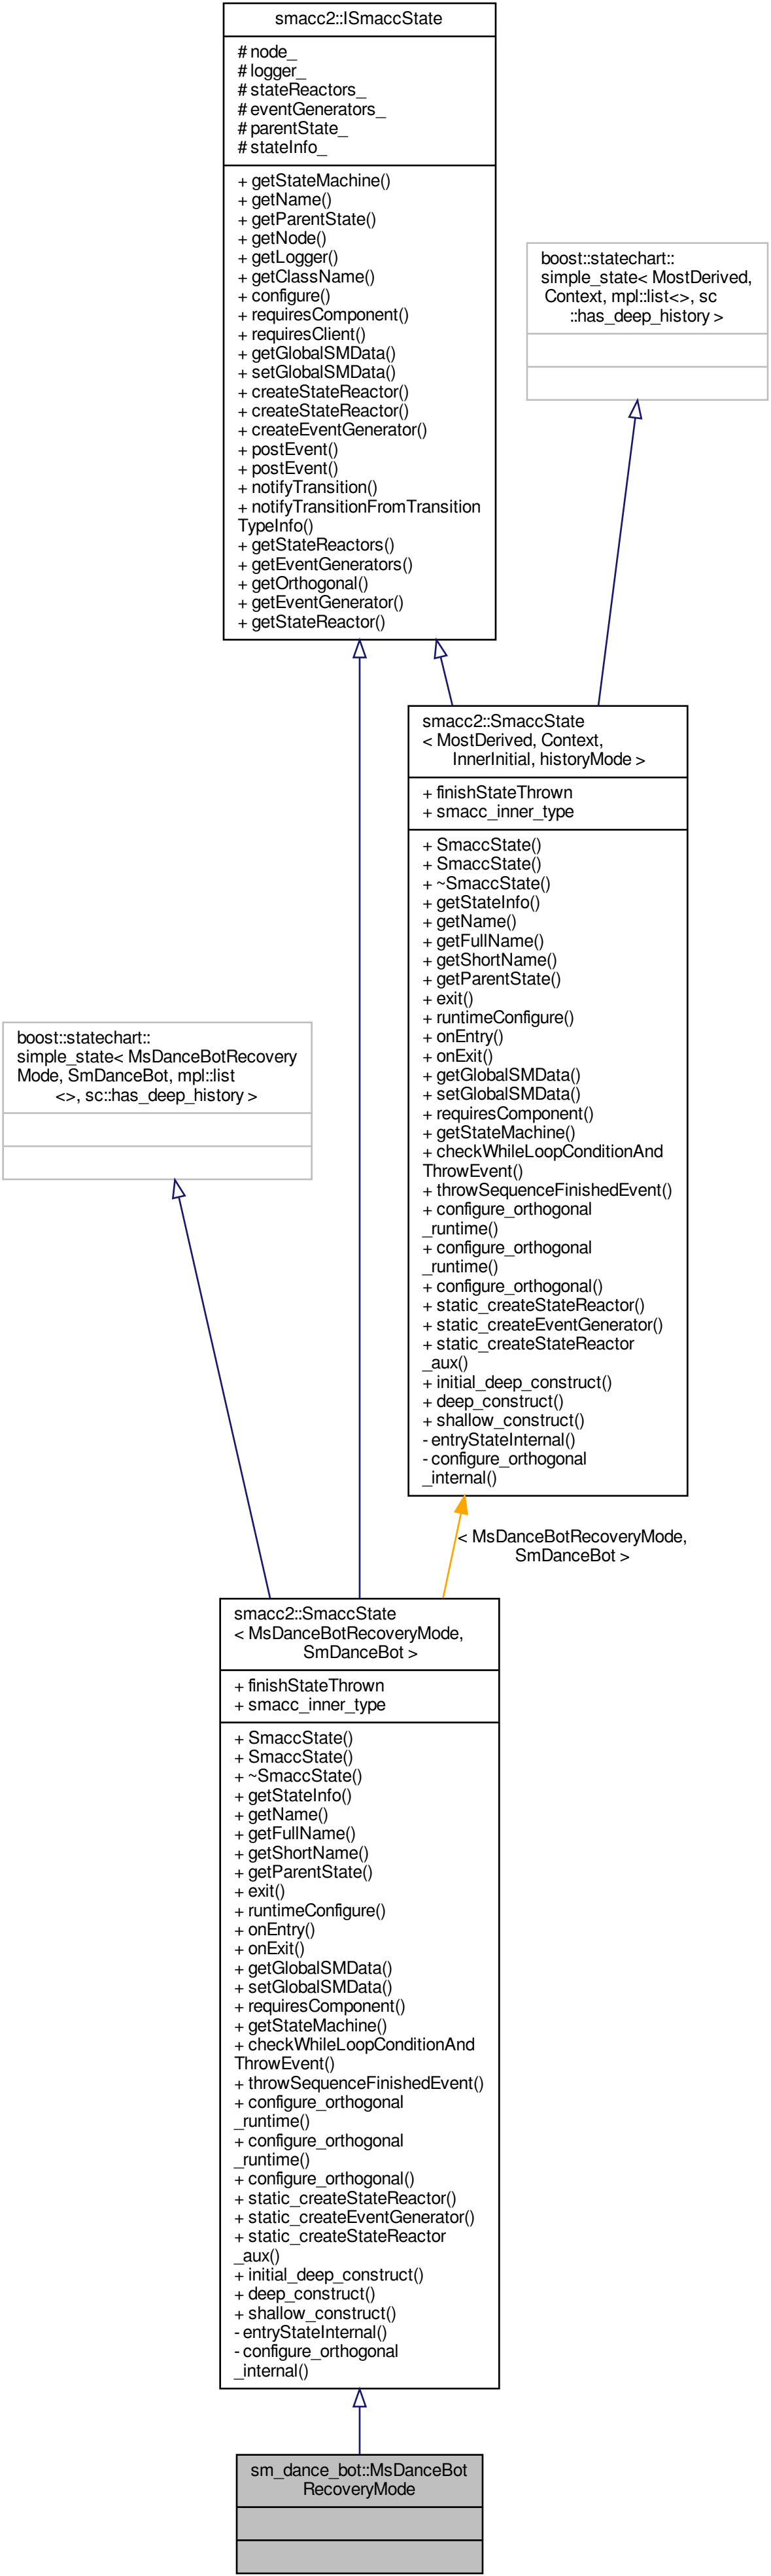 smacc2::ISmaccState
# node_
# logger_
# stateReactors_
# eventGenerators_
# parentState_
# stateInfo_
+ getStateMachine()
+ getName()
+ getParentState()
+ getNode()
+ getLogger()
+ getClassName()
+ configure()
+ requiresComponent()
+ requiresClient()
+ getGlobalSMData()
+ setGlobalSMData()
+ createStateReactor()
+ createStateReactor()
+ createEventGenerator()
+ postEvent()
+ postEvent()
+ notifyTransition()
+ notifyTransitionFromTransition
TypeInfo()
+ getStateReactors()
+ getEventGenerators()
+ getOrthogonal()
+ getEventGenerator()
+ getStateReactor()
boost::statechart::
simple_state< MostDerived,
Context, mpl::list<>, sc
::has_deep_history >
smacc2::SmaccState
< MostDerived, Context,
InnerInitial, historyMode >
+ finishStateThrown
+ smacc_inner_type
+ SmaccState()
+ SmaccState()
+ ~SmaccState()
+ getStateInfo()
+ getName()
+ getFullName()
+ getShortName()
+ getParentState()
+ exit()
+ runtimeConfigure()
+ onEntry()
+ onExit()
+ getGlobalSMData()
+ setGlobalSMData()
+ requiresComponent()
+ getStateMachine()
+ checkWhileLoopConditionAnd
ThrowEvent()
+ throwSequenceFinishedEvent()
+ configure_orthogonal
_runtime()
+ configure_orthogonal
_runtime()
+ configure_orthogonal()
+ static_createStateReactor()
+ static_createEventGenerator()
+ static_createStateReactor
_aux()
+ initial_deep_construct()
+ deep_construct()
+ shallow_construct()
- entryStateInternal()
- configure_orthogonal
_internal()
boost::statechart::
simple_state< MsDanceBotRecovery
Mode, SmDanceBot, mpl::list
<>, sc::has_deep_history >
< MsDanceBotRecoveryMode,
SmDanceBot >
smacc2::SmaccState
< MsDanceBotRecoveryMode,
SmDanceBot >
+ finishStateThrown
+ smacc_inner_type
+ SmaccState()
+ SmaccState()
+ ~SmaccState()
+ getStateInfo()
+ getName()
+ getFullName()
+ getShortName()
+ getParentState()
+ exit()
+ runtimeConfigure()
+ onEntry()
+ onExit()
+ getGlobalSMData()
+ setGlobalSMData()
+ requiresComponent()
+ getStateMachine()
+ checkWhileLoopConditionAnd
ThrowEvent()
+ throwSequenceFinishedEvent()
+ configure_orthogonal
_runtime()
+ configure_orthogonal
_runtime()
+ configure_orthogonal()
+ static_createStateReactor()
+ static_createEventGenerator()
+ static_createStateReactor
_aux()
+ initial_deep_construct()
+ deep_construct()
+ shallow_construct()
- entryStateInternal()
- configure_orthogonal
_internal()
sm_dance_bot::MsDanceBot
RecoveryMode